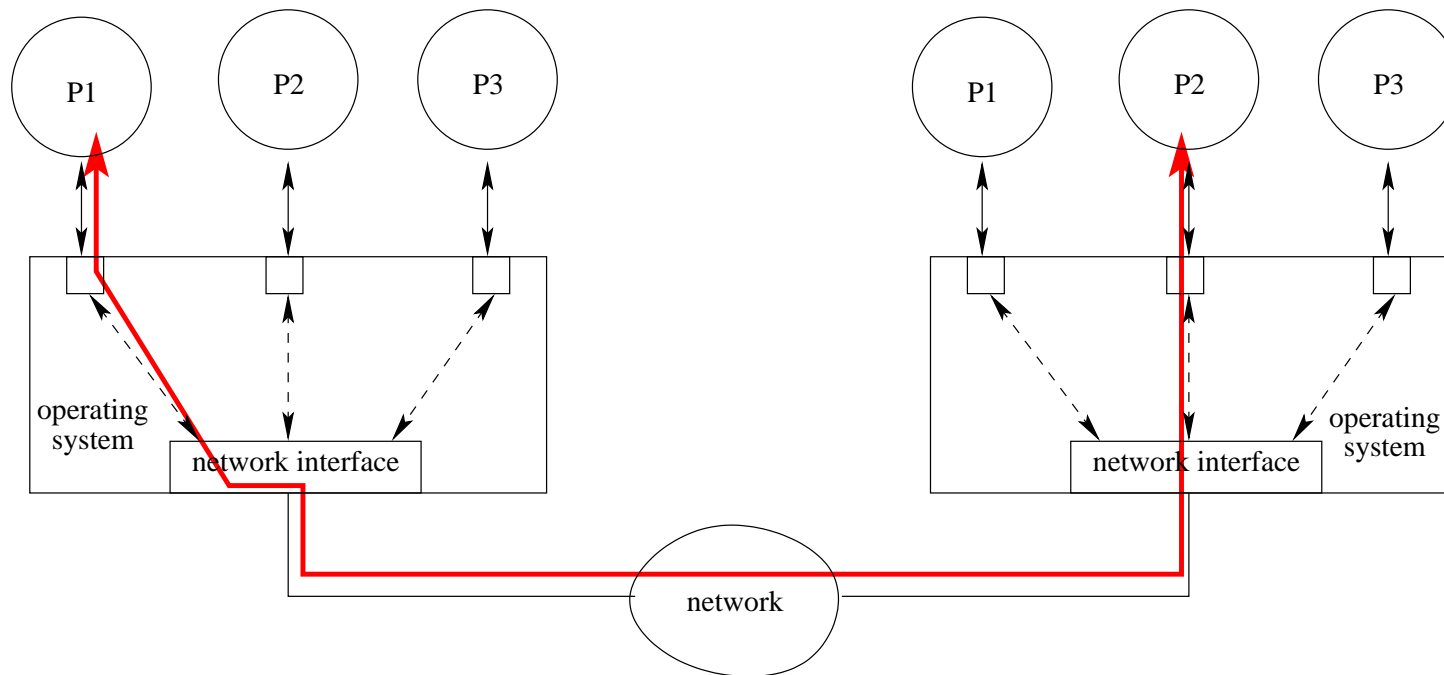 P1
P2
P3
P1
P2
P3
operating
system
network interface
operating
system
network interface
network